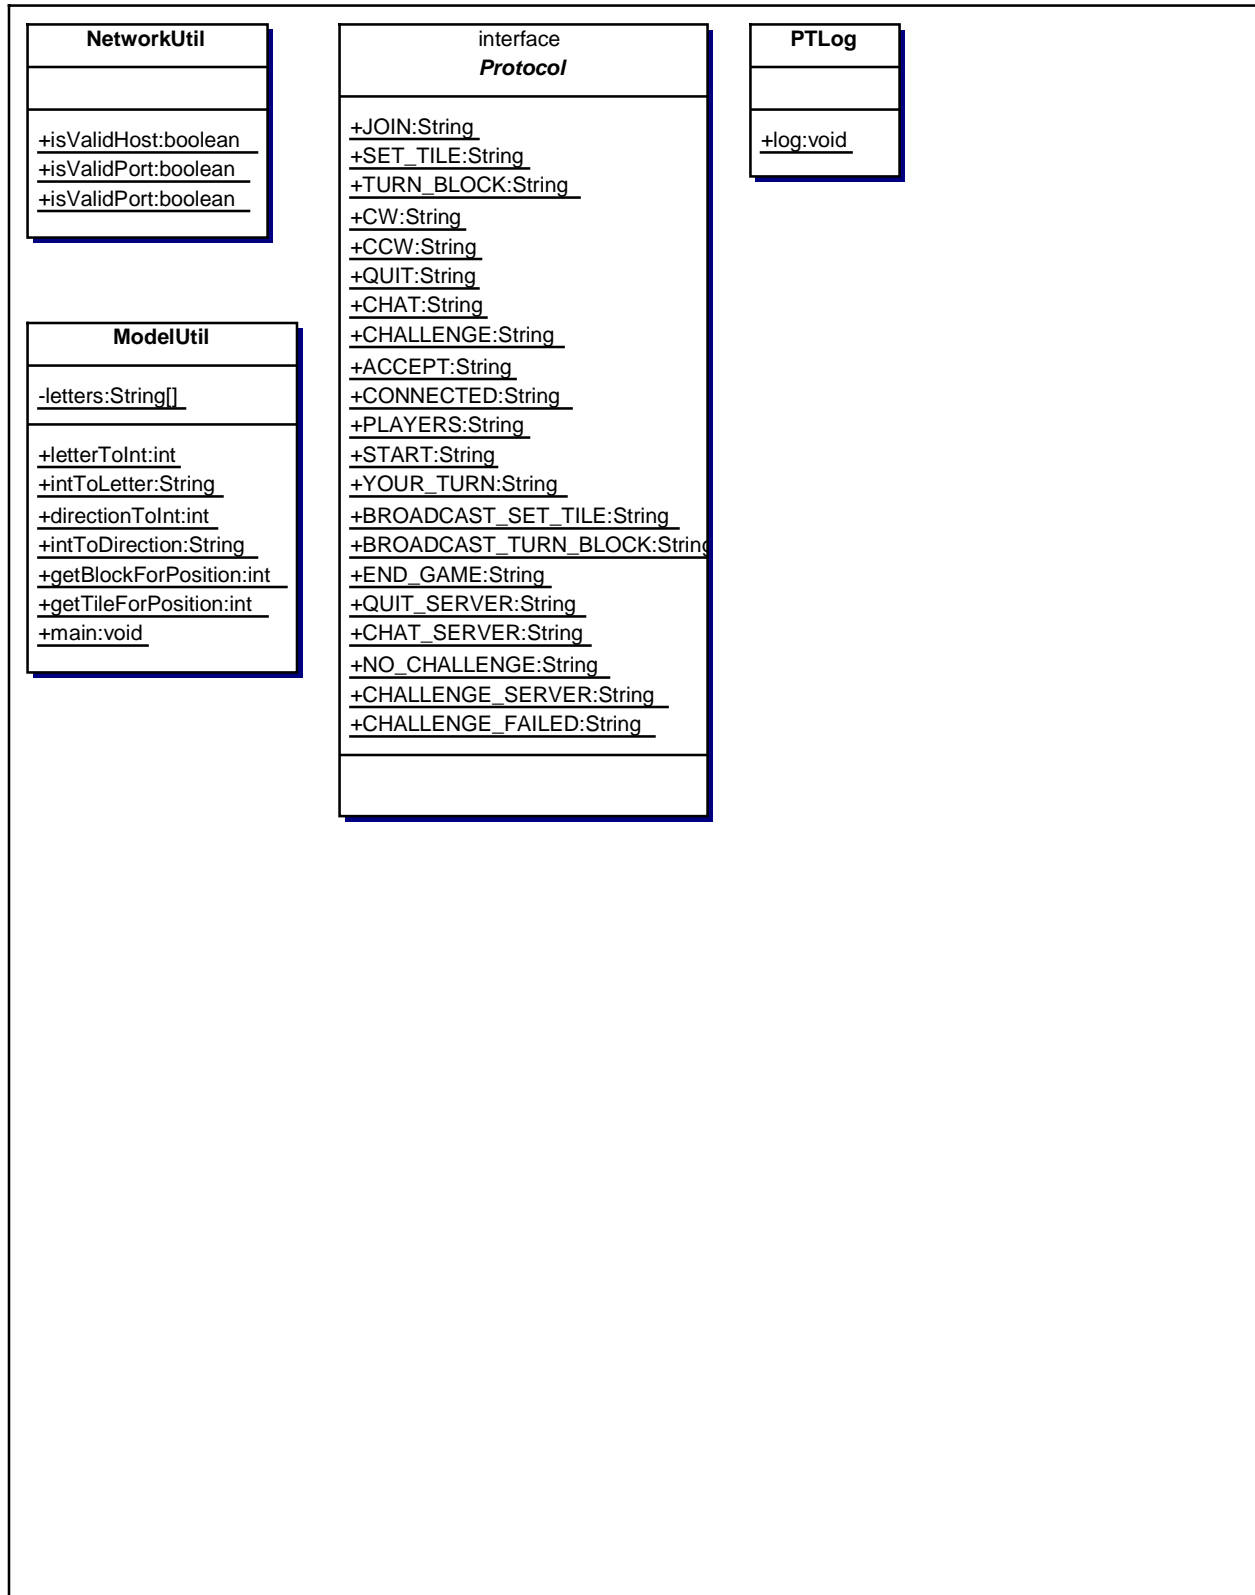 NetworkUtil
+isValidHost:boolean
+isValidPort:boolean
+isValidPort:boolean
ModelUtil
-letters:String[]
+letterToInt:int
+intToLetter:String
+directionToInt:int
+intToDirection:String
+getBlockForPosition:int
+getTileForPosition:int
+main:void
interface
Protocol
+JOIN:String
+SET_TILE:String
+TURN_BLOCK:String
+CW:String
+CCW:String
+QUIT:String
+CHAT:String
+CHALLENGE:String
+ACCEPT:String
+CONNECTED:String
+PLAYERS:String
+START:String
+YOUR_TURN:String
+BROADCAST_SET_TILE:String
+BROADCAST_TURN_BLOCK:String
+END_GAME:String
+QUIT_SERVER:String
+CHAT_SERVER:String
+NO_CHALLENGE:String
+CHALLENGE_SERVER:String
+CHALLENGE_FAILED:String
PTLog
+log:void